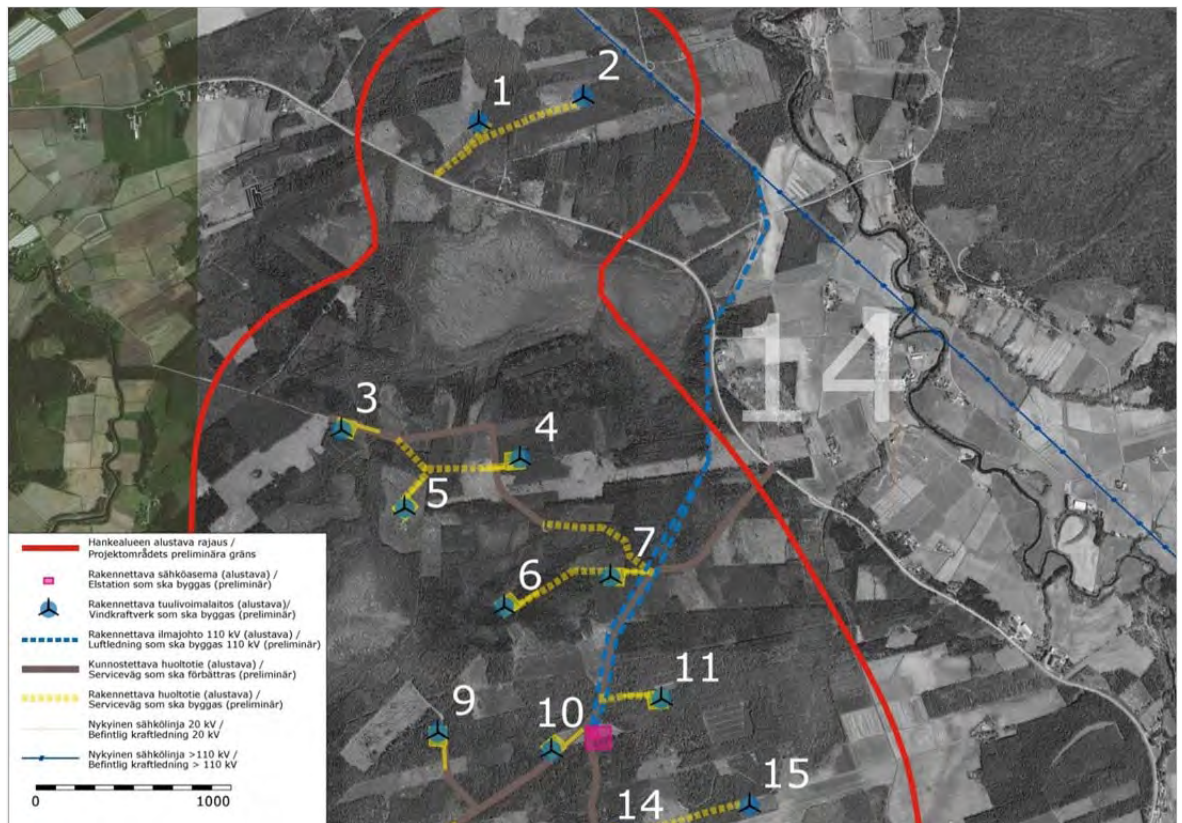 1
2
3
4
5
14
7
6
11
9
10
15
14
Hankealueen alustava rajaus /
Projektområdets preliminära gräns
Rakennettava sähköasema (alustava) /
Elstation som ska byggas (preliminär)
Rakennettava tuulivoimalaitos (alustava)/
Vindkraftverk som ska byggas (preliminär)
Rakennettava ilmajohto 110 kV (alustava) /
Luftledning som ska byggas 110 kV (preliminär)
Kunnostettava huoltotie (alustava) /
Serviceväg som ska förbättras (preliminär)
Rakennettava huoltotie (alustava) /
Serviceväg som ska byggas (preliminär)
Nykyinen sähkölinja 20 kV /
Befintlig kraftledning 20 kV
Nykyinen sähkölinja >110 kV /
Befintlig kraftledning > 110 kV
0 1000